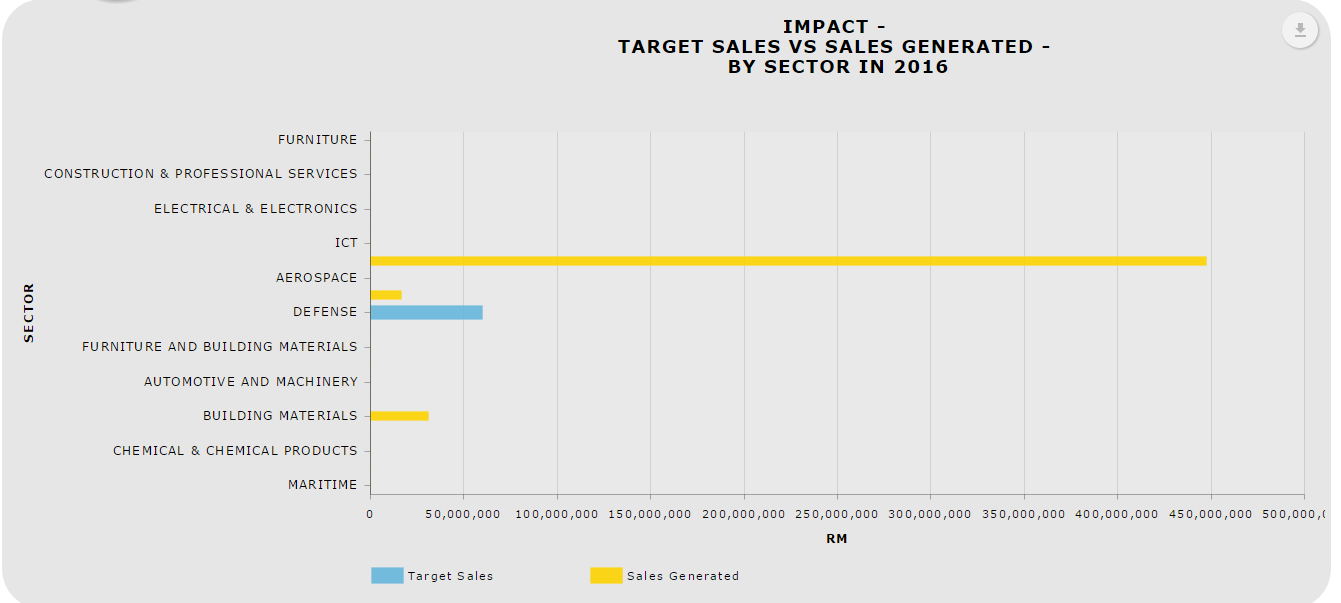 IMPACT -
TARGET SALES VS SALES GENERATED -
BY SECTOR IN 2016
SECTOR
FURNITURE
CONSTRUCTION & PROFESSIONAL SERVICES
ELECTRICAL & ELECTRONICS
ICT
AEROSPACE
DEFENSE
FURNITURE AND BUILDING MATERIALS
AUTOMOTIVE AND MACHINERY
BUILDING MATERIALS
CHEMICAL & CHEMICAL PRODUCTS
MARITIME
0 50,000,000 100,000,000 150,000,000 200,000,000 250,000,000 300,000,000 350,000,000 400,000,000 450,000,000
RM
Target Sales Sales Generated